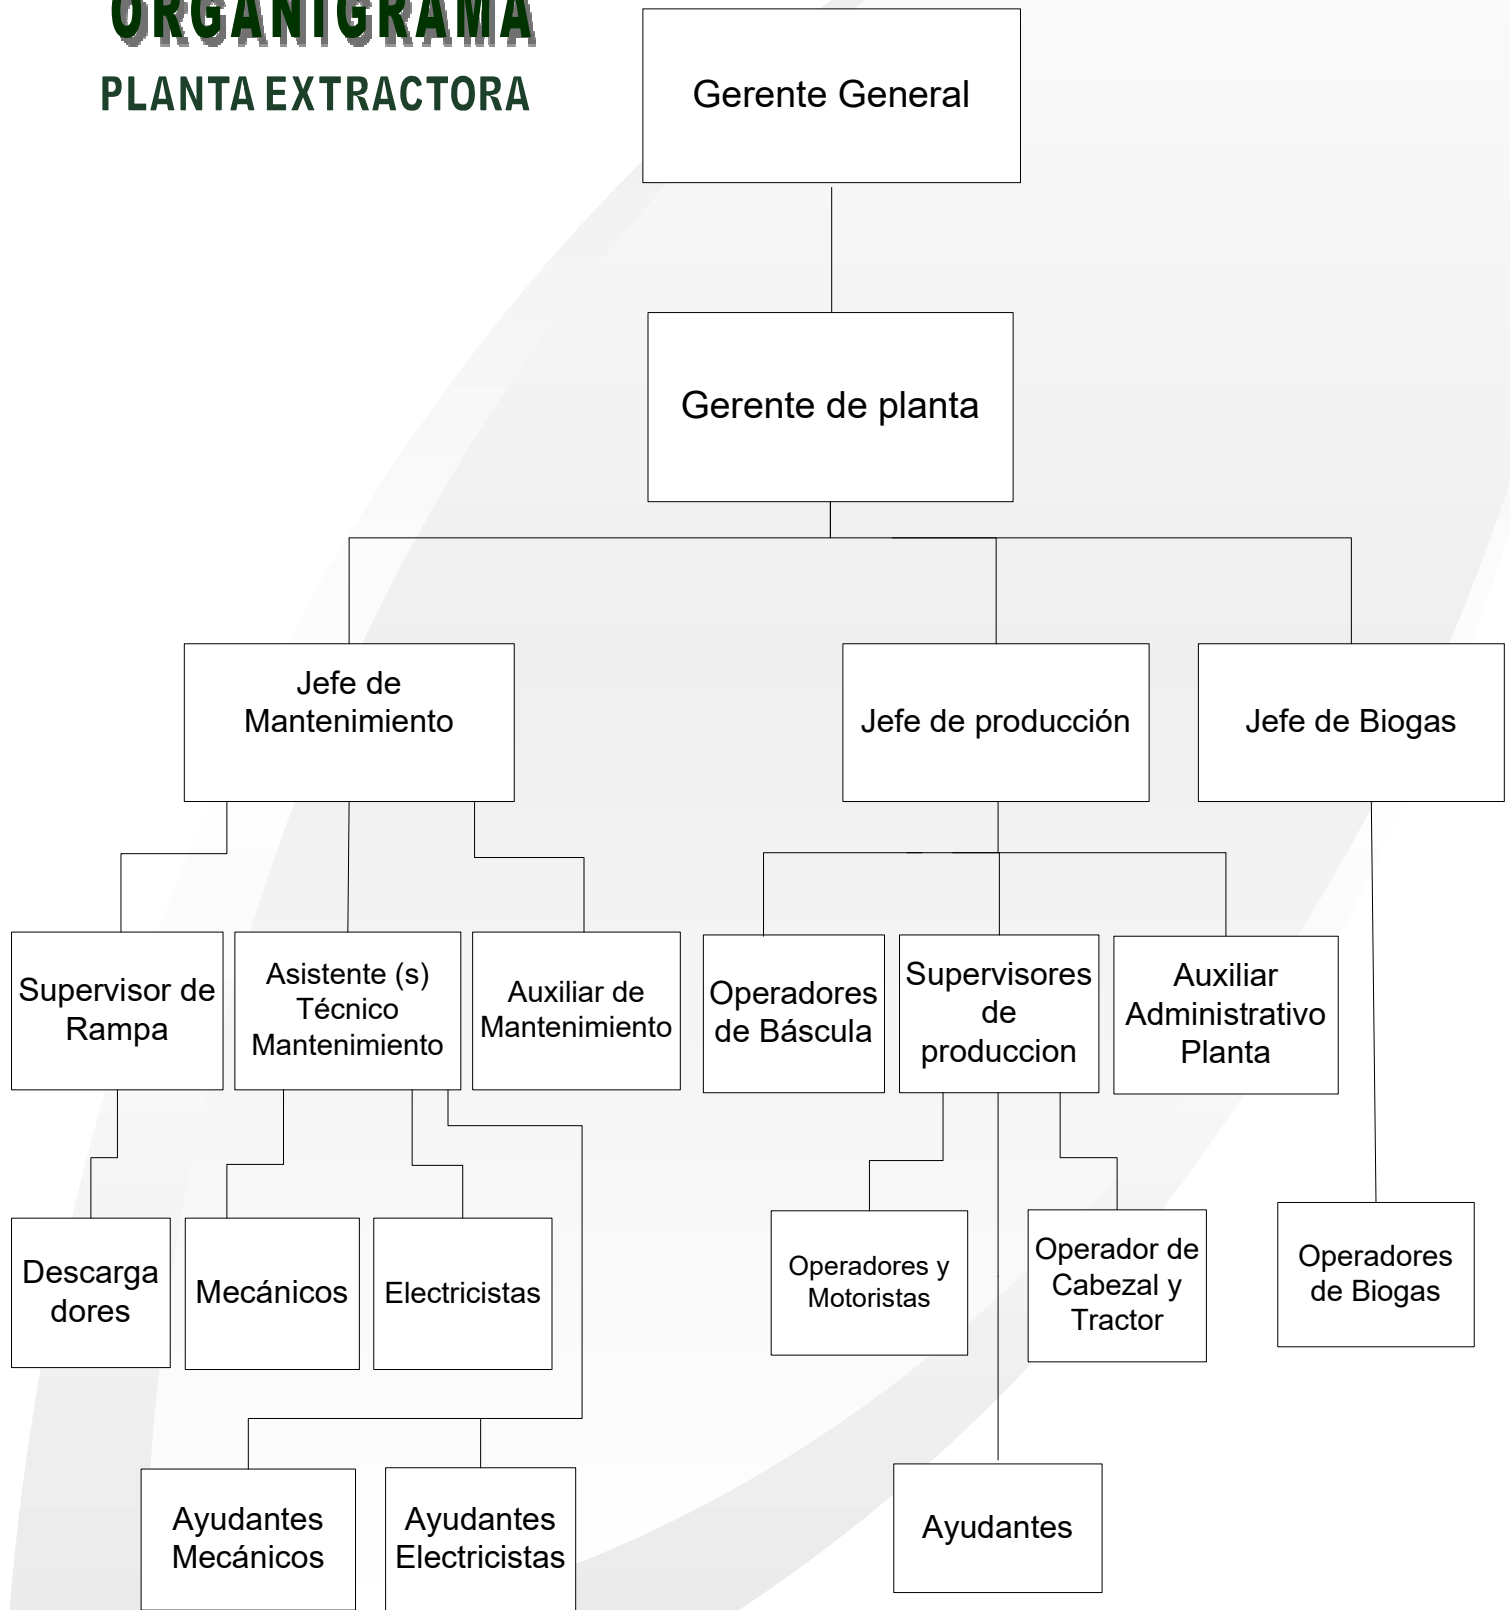 ORGANIGRAMA
PLANTA EXTRACTORA
Gerente General
Gerente de planta
Jefe de
Mantenimiento
Jefe de producción
Jefe de Biogas
Supervisor de
Rampa
Asistente (s)
Técnico
Mantenimiento
Auxiliar de
Mantenimiento
Operadores
de Báscula
Supervisores
de
produccion
Auxiliar
Administrativo
Planta
Descarga
dores
Mecánicos
Electricistas
Operadores y
Motoristas
Operador de
Cabezal y
Tractor
Operadores
de Biogas
Ayudantes
Mecánicos
Ayudantes
Electricistas
Ayudantes